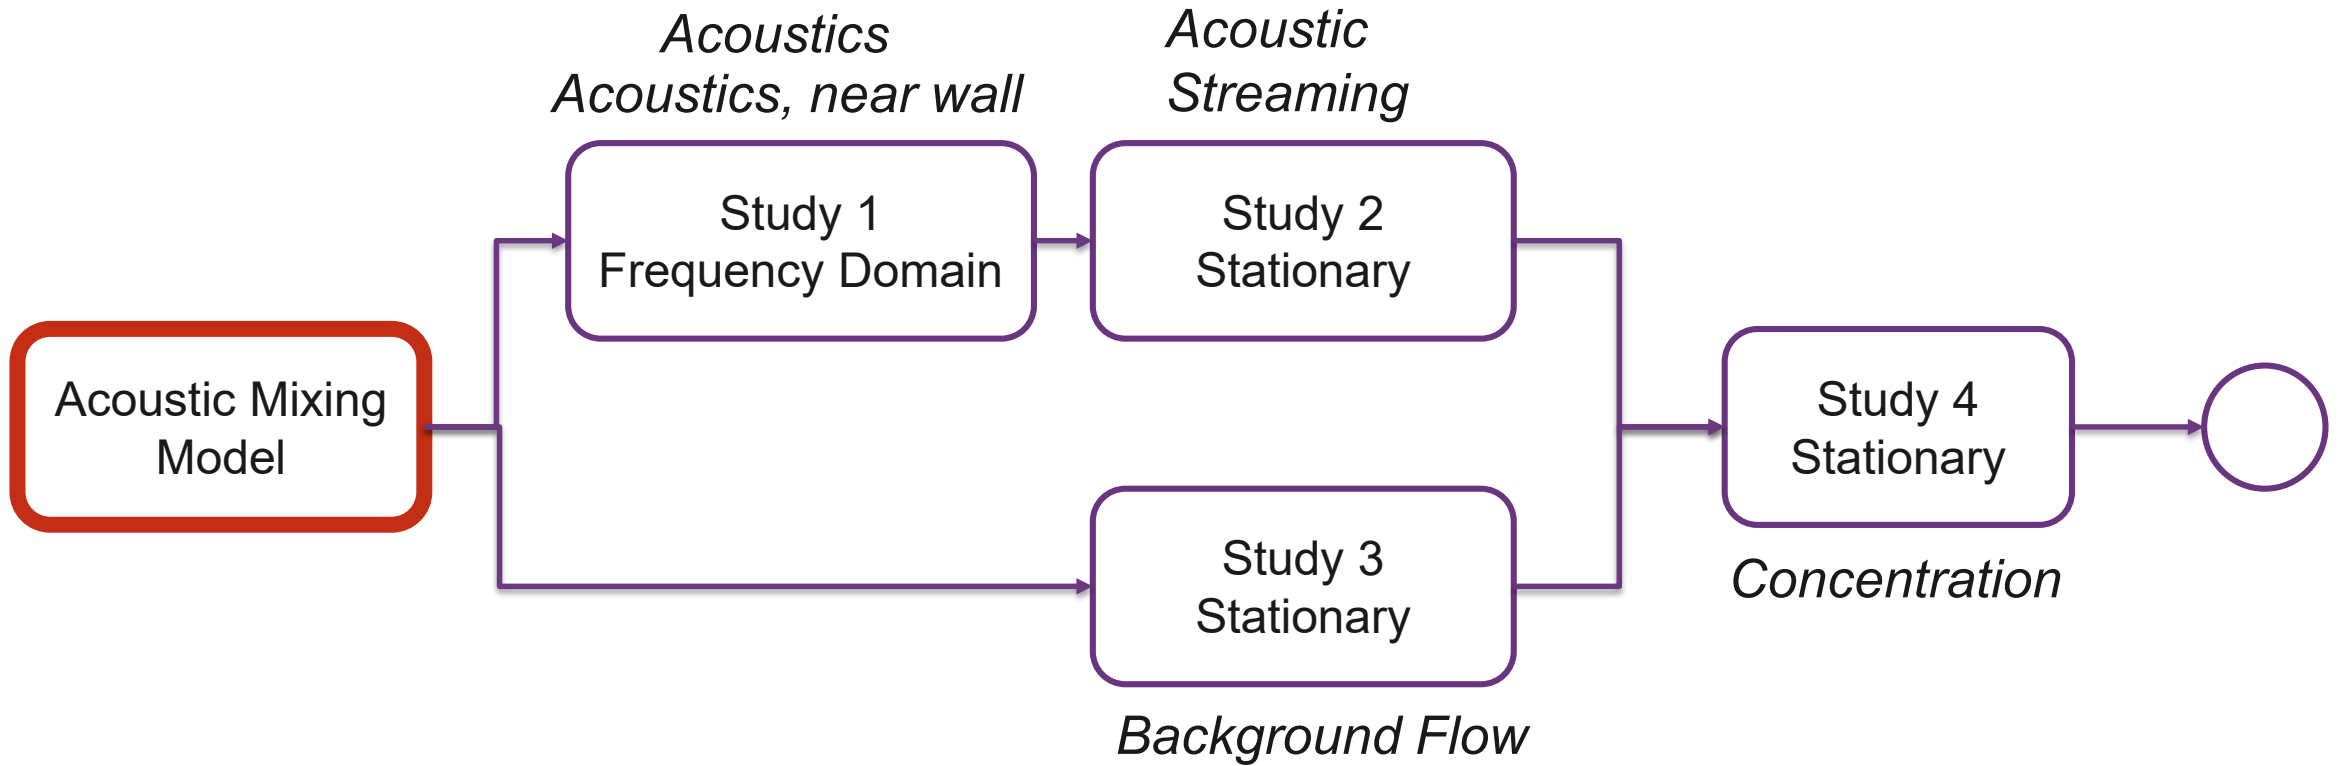 Acoustics
Acoustics, near wall
Acoustic
Streaming
Study 1
Frequency Domain
Study 2
Stationary
Acoustic Mixing
Model
Study 4
Stationary
Concentration
Study 3
Stationary
Background Flow